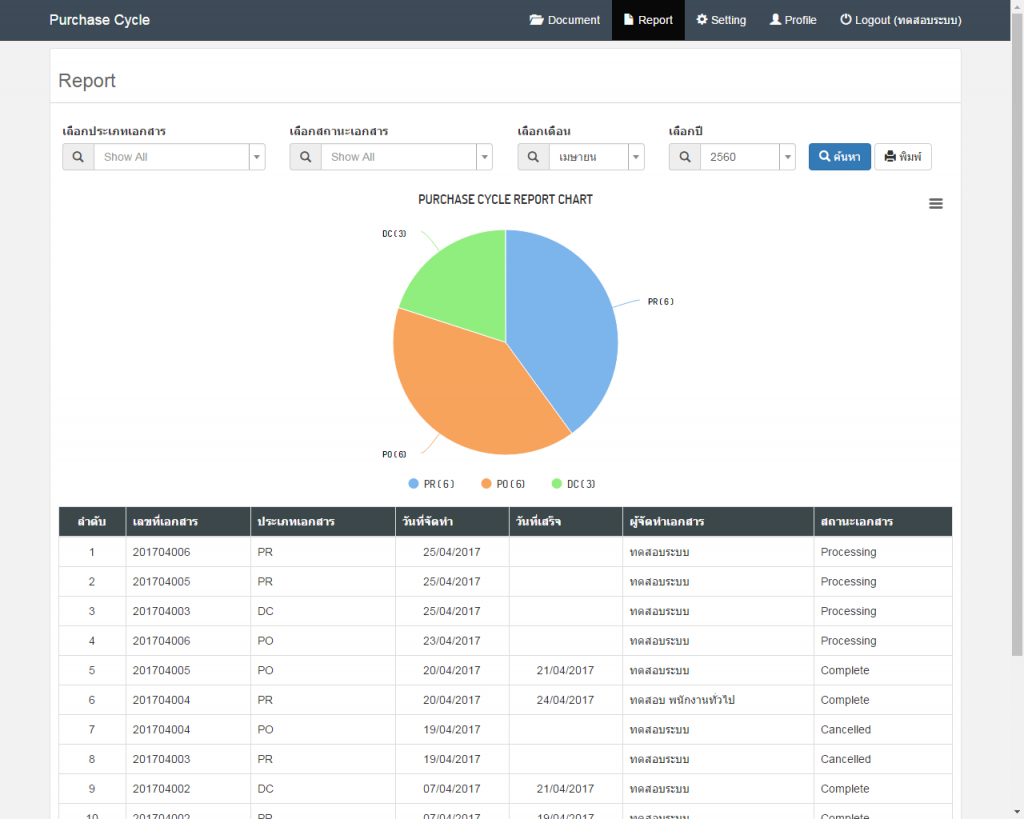 Purchase Cycle Document Report Setting Profile Logout (ทดสอบระบบ)
Report
เลือกประเภทเอกสาร เลือกสถานะเอกสาร เลือกเดือน เลือกปี
Show All Show All เมษายน 2560 ค้นหา พิมพ์
PURCHASE CYCLE REPORT CHART
DC ( 3 )
PR ( 6 )
PO ( 6 )
PR ( 6 ) PO ( 6 ) DC ( 3 )
ลำดับ เลขที่เอกสาร ประเภทเอกสาร วันที่จัดทำ วันที่เสร็จ ผู้จัดทำเอกสาร สถานะเอกสาร
1 201704006 PR 25/04/2017 ทดสอบระบบ Processing
2 201704005 PR 25/04/2017 ทดสอบระบบ Processing
3 201704003 DC 25/04/2017 ทดสอบระบบ Processing
4 201704006 PO 23/04/2017 ทดสอบระบบ Processing
5 201704005 PO 20/04/2017 21/04/2017 ทดสอบระบบ Complete
6 201704004 PR 20/04/2017 24/04/2017 ทดสอบ พนักงานทั่วไป Complete
7 201704004 PO 19/04/2017 ทดสอบระบบ Cancelled
8 201704003 PR 19/04/2017 ทดสอบระบบ Cancelled
9 201704002 DC 07/04/2017 21/04/2017 ทดสอบระบบ Complete
10 201704002 PR 07/04/2017 19/04/2017 ทดสอบระบบ Complete